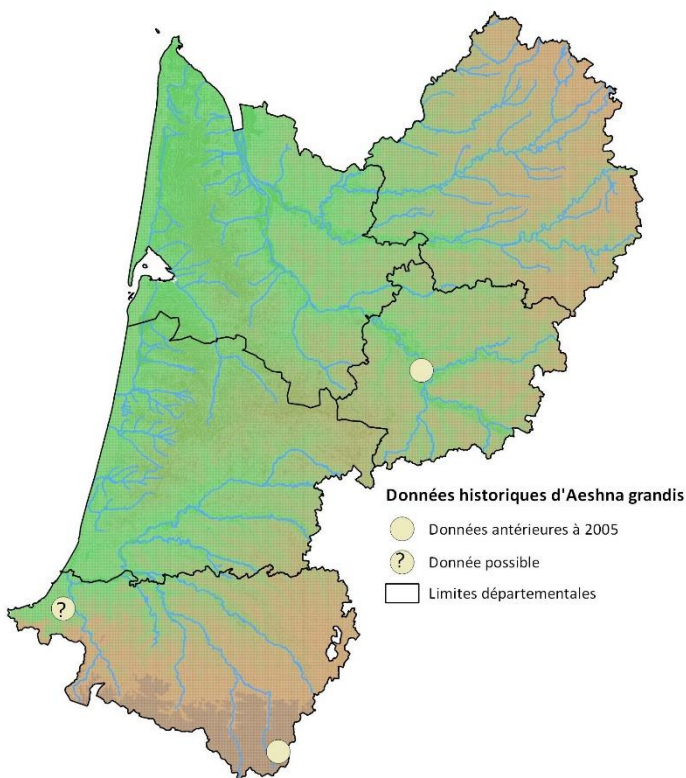 Données historiques d'Aeshna grandis
Données antérieures à 2005
? Donnée possible
Limites départementales
?